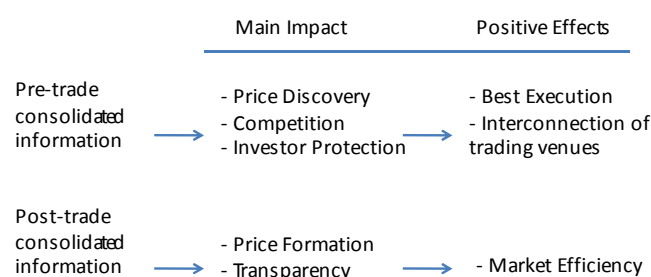 Main Impact Positive Effects
Pre-trade
consolidated
information
- Price Discovery
- Competition
- Investor Protection
- Best Execution
- Interconnection of
trading venues
Post-trade
consolidated
information
- Price Formation
- Transparency
- Market Efficiency